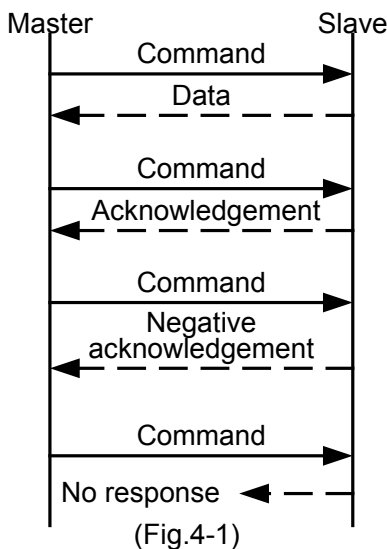 Master Slave
Command
Data
Command
Acknowledgement
Command
Negative
acknowledgement
Command
No response
(Fig.4-1)